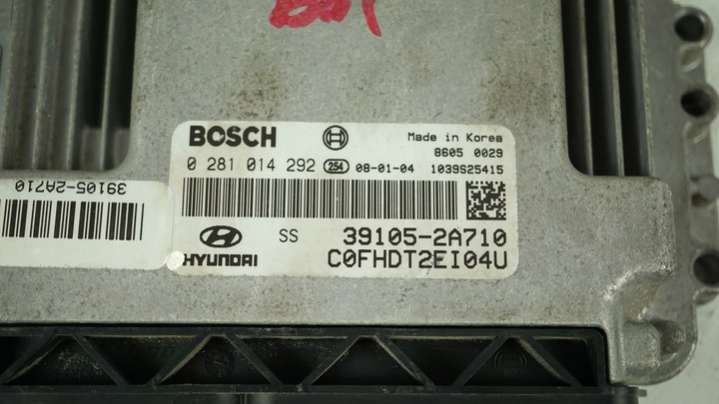 BOSCH
Made in Korea
8605 0029
0 281 014 292 254 08-01-04 1039S25415
39105-2A710
HYUNDAI
SS 39105-2A710
C0FHDT2EI04U